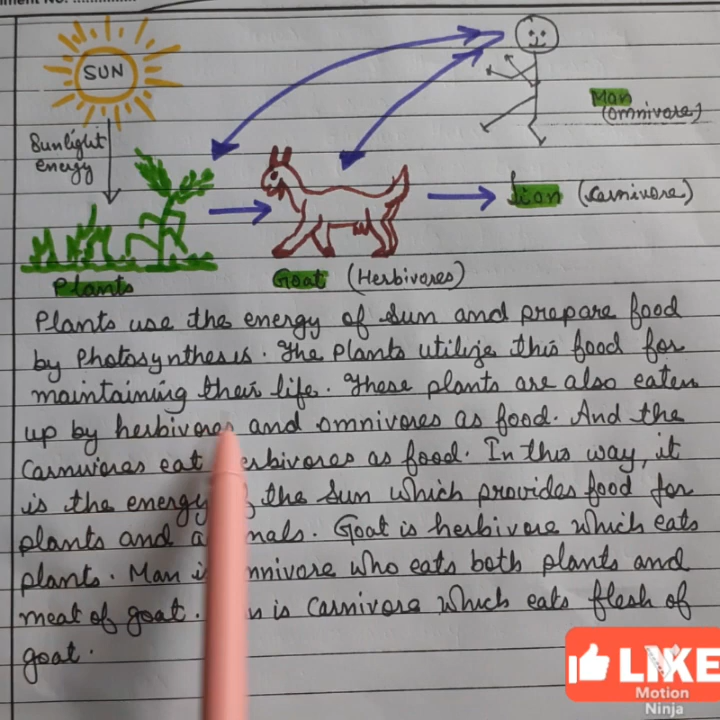 SUN
Sunlight
energy
Man
(omnivore)
Lion (Carnivore)
Plants
Goat (Herbivores)
Plants use the energy of Sun and prepare food
by Photosynthesis. The Plants utilize this food for
maintaining their life. These plants are also eaten
up by herbivores and omnivores as food. And the
Carnivores eat herbivores as food. In this way, it
is the energy the Sun which provides food for
plants and nals. Goat is herbivore which eats
plants. Man is mnivore who eats both plants and
meat of goat. n is Carnivore which eats flesh of
goat.
LIKE
Motion
Ninja